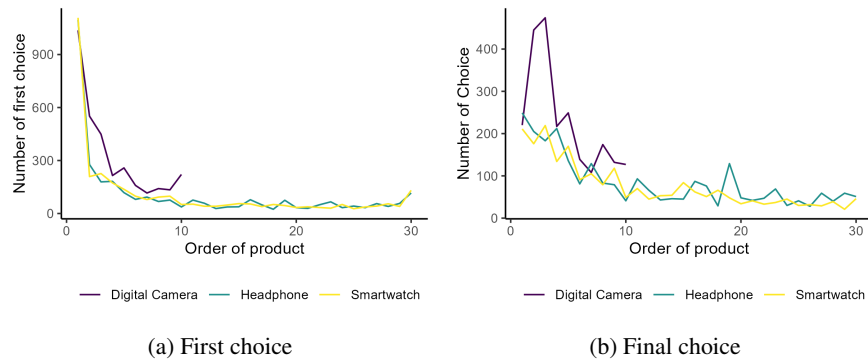 900
600
300
0
Number of first choice
0 10 20 30
Order of product
Digital Camera Headphone Smartwatch
(a) First choice
400
300
200
100
0
Number of Choice
0 10 20 30
Order of product
Digital Camera Headphone Smartwatch
(b) Final choice